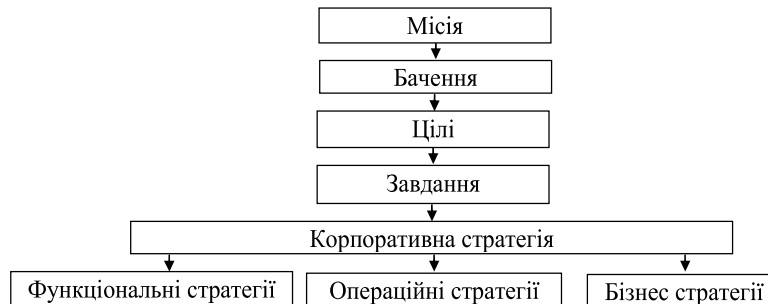 Місія
Бачення
Цілі
Завдання
Корпоративна стратегія
Функціональні стратегії
Операційні стратегії
Бізнес стратегії